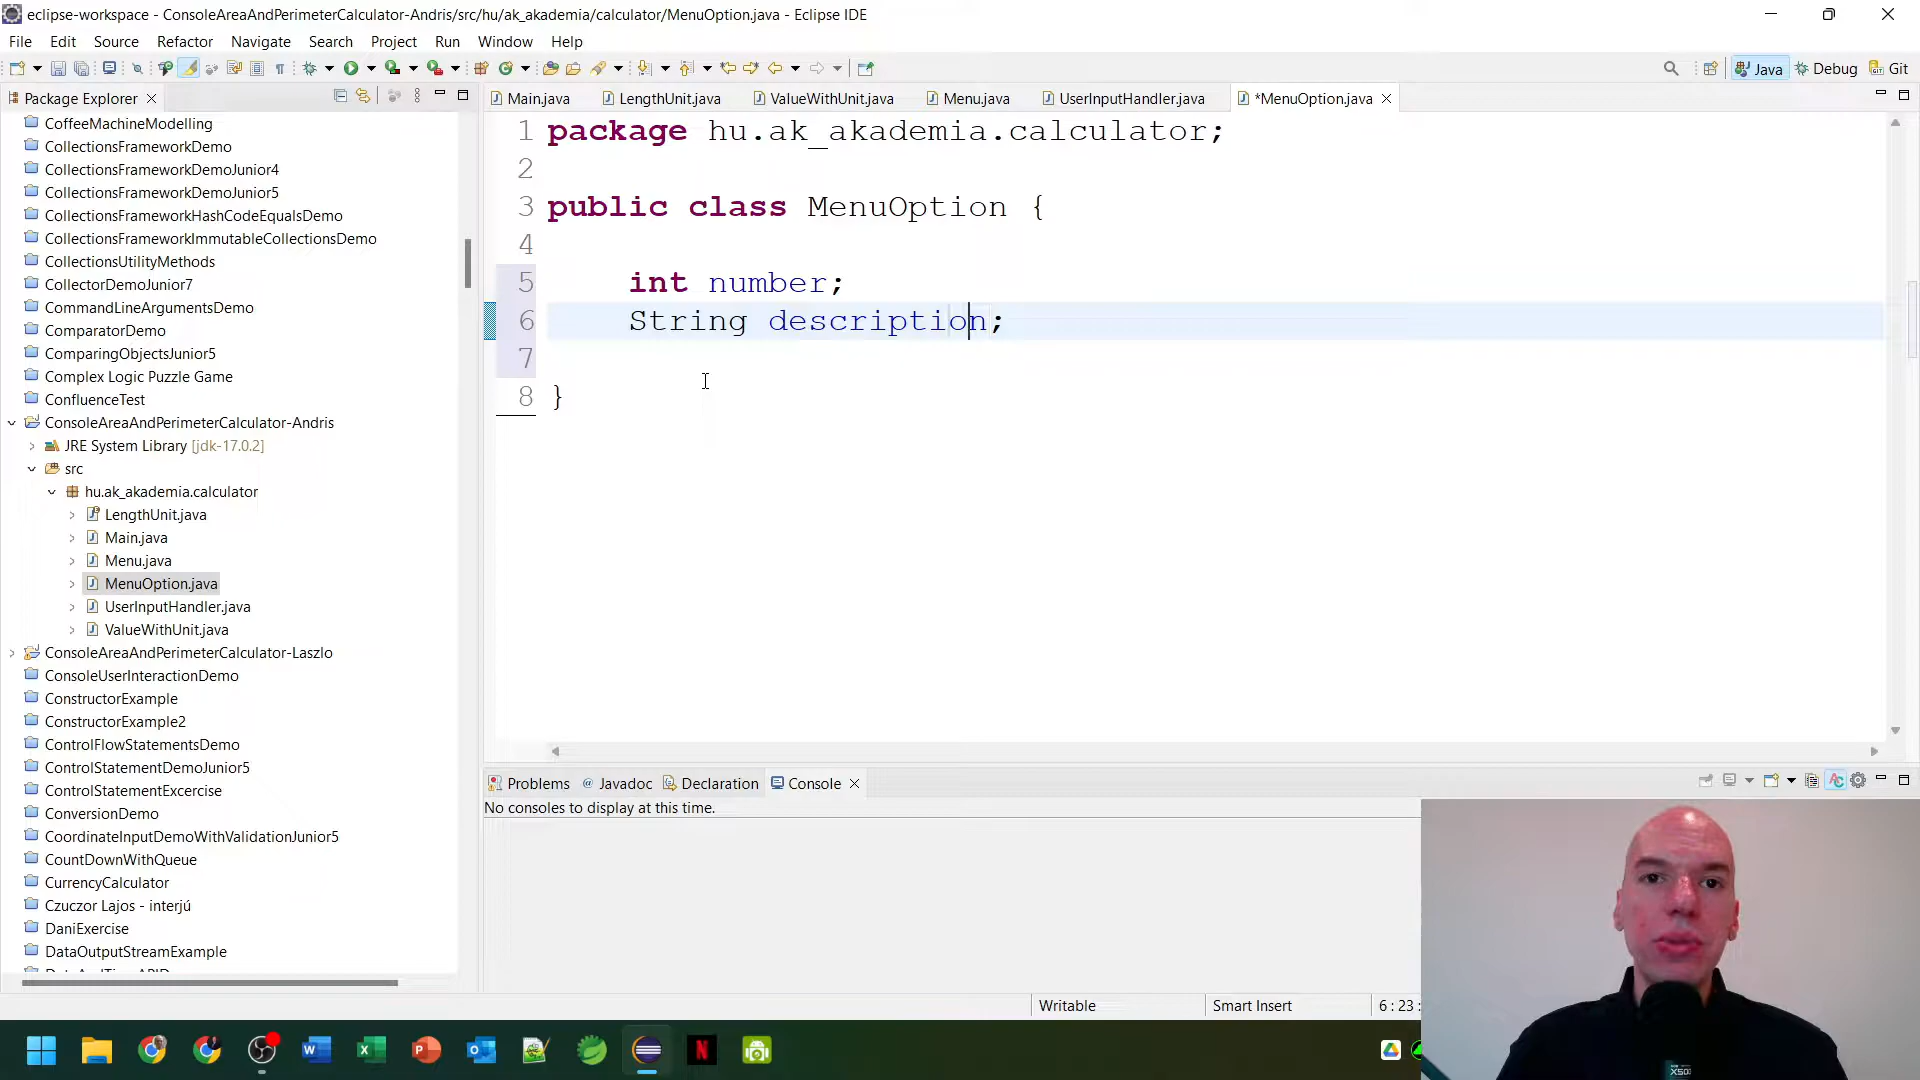 eclipse-workspace - ConsoleAreaAndPerimeterCalculator-Andris/src/hu/ak_akademia/calculator/MenuOption.java - Eclipse IDE
File Edit Source Refactor Navigate Search Project Run Window Help
Java Debug Git
Package Explorer
CoffeeMachineModelling
CollectionsFrameworkDemo
CollectionsFrameworkDemoJunior4
CollectionsFrameworkDemoJunior5
CollectionsFrameworkHashCodeEqualsDemo
CollectionsFrameworkImmutableCollectionsDemo
CollectionsUtilityMethods
CollectorDemoJunior7
CommandLineArgumentsDemo
ComparatorDemo
ComparingObjectsJunior5
Complex Logic Puzzle Game
ConfluenceTest
ConsoleAreaAndPerimeterCalculator-Andris
JRE System Library [jdk-17.0.2]
src
hu.ak_akademia.calculator
LengthUnit.java
Main.java
Menu.java
MenuOption.java
UserInputHandler.java
ValueWithUnit.java
ConsoleAreaAndPerimeterCalculator-Laszlo
ConsoleUserInteractionDemo
ConstructorExample
ConstructorExample2
ControlFlowStatementsDemo
ControlStatementDemoJunior5
ControlStatementExcercise
ConversionDemo
CoordinateInputDemoWithValidationJunior5
CountDownWithQueue
CurrencyCalculator
Czuczor Lajos - interjú
DaniExercise
DataOutputStreamExample
Main.java LengthUnit.java ValueWithUnit.java Menu.java UserInputHandler.java *MenuOption.java
1 package hu.ak_akademia.calculator;
2
3 public class MenuOption {
4
5 int number;
6 String description;
7
8 }
Problems Javadoc Declaration Console
No consoles to display at this time.
Writable Smart Insert 6 : 23 :